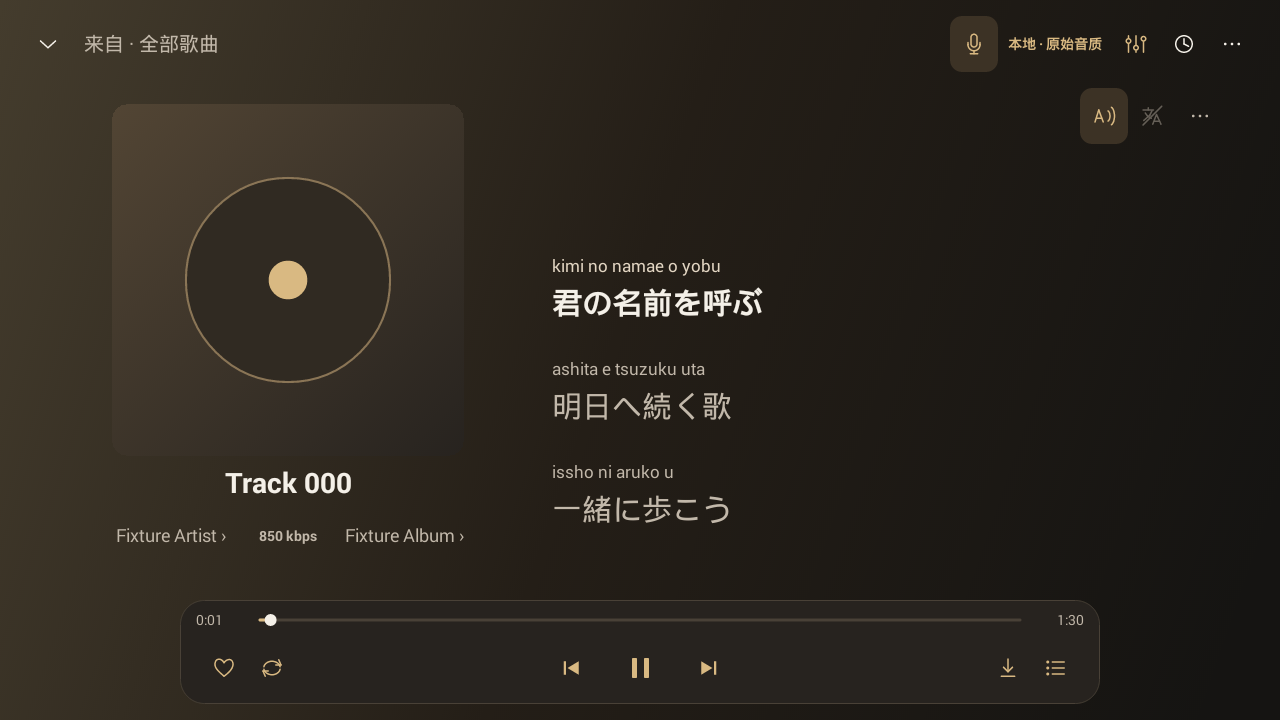 来自 · 全部歌曲
本地 · 原始音质
kimi no namae o yobu
君の名前を呼ぶ
ashita e tsuzuku uta
明日へ続く歌
issho ni aruko u
一緒に歩こう
Track 000
Fixture Artist › 850 kbps Fixture Album ›
0:01 1:30